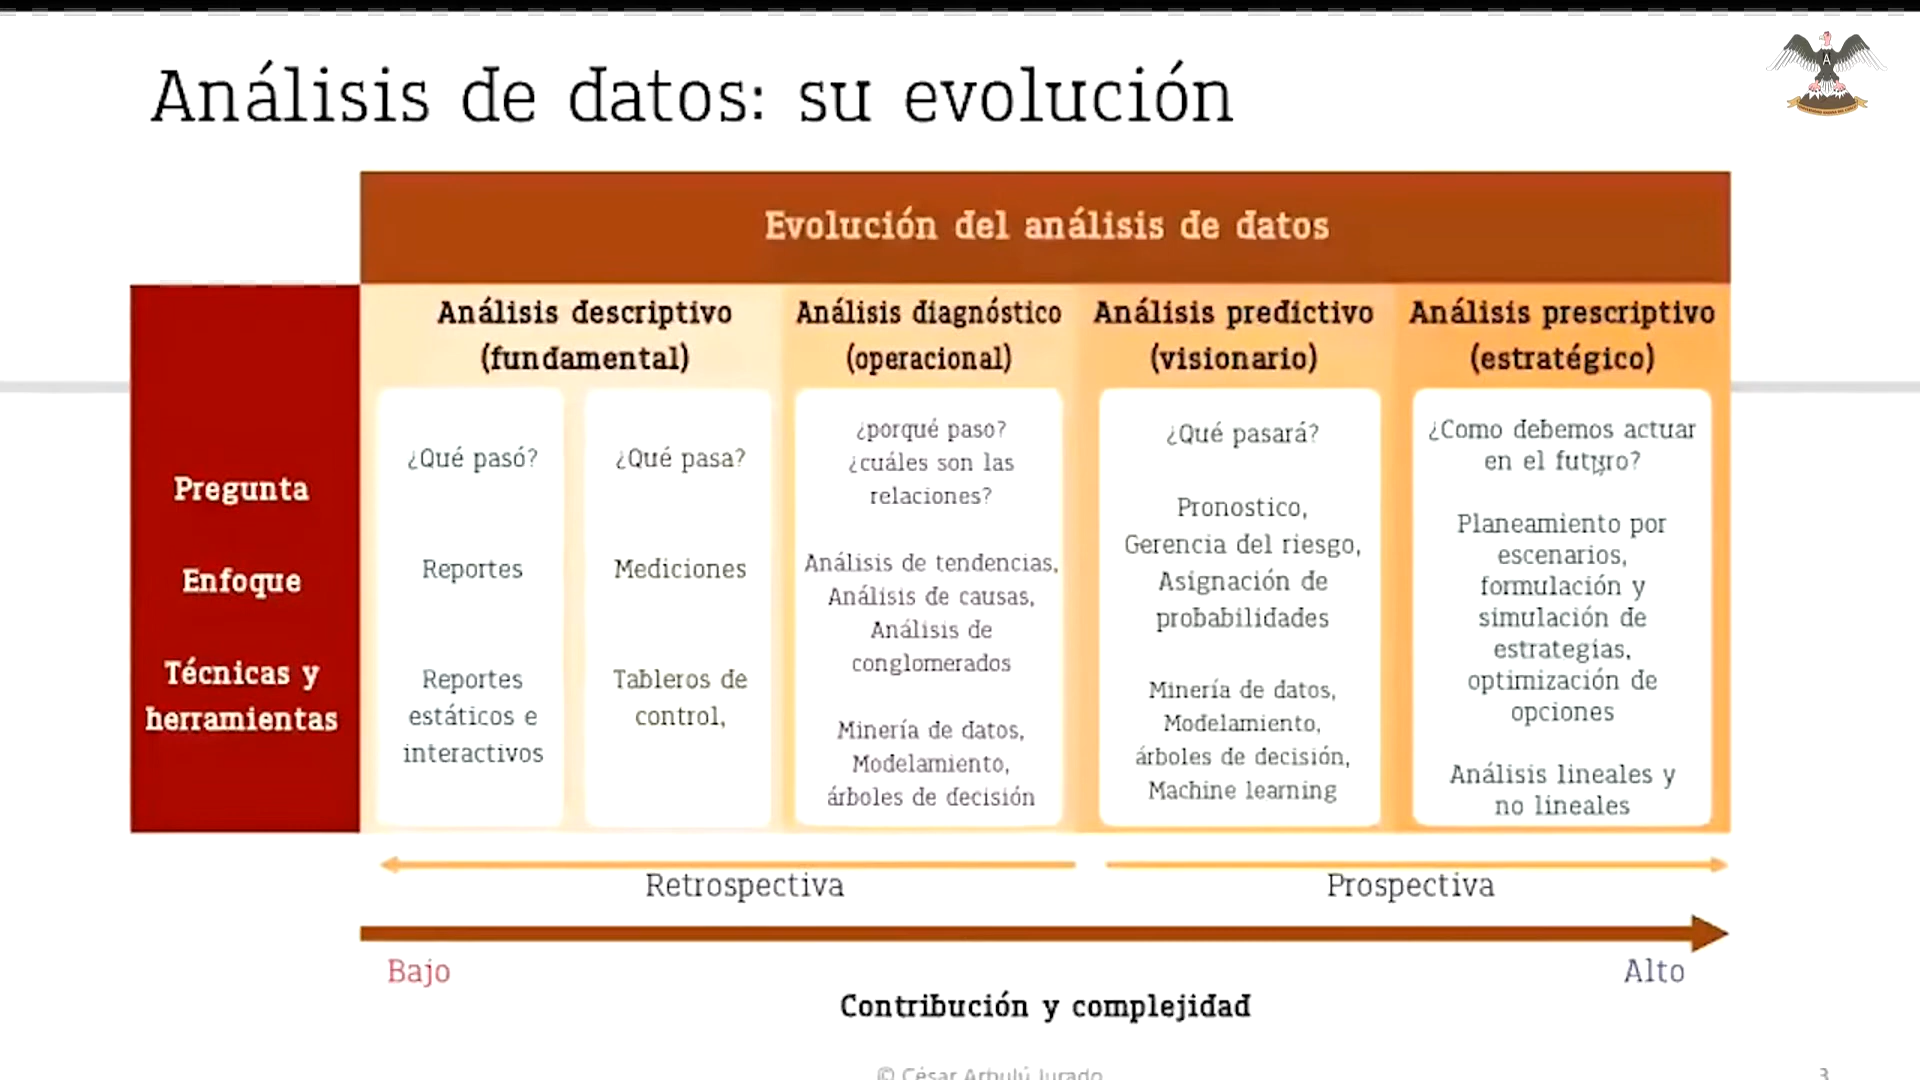 Análisis de datos: su evolución
A
Evolución del análisis de datos
Análisis descriptivo
(fundamental)
Análisis diagnóstico
(operacional)
Análisis predictivo
(visionario)
Análisis prescriptivo
(estratégico)
Pregunta
Enfoque
Técnicas y
herramientas
¿Qué pasó?
Reportes
Reportes
estáticos e
interactivos
¿Qué pasa?
Mediciones
Tableros de
control,
¿porqué paso?
¿cuáles son las
relaciones?
Análisis de tendencias,
Análisis de causas,
Análisis de
conglomerados
Minería de datos,
Modelamiento,
árboles de decisión
¿Qué pasará?
Pronostico,
Gerencia del riesgo,
Asignación de
probabilidades
Minería de datos,
Modelamiento,
árboles de decisión,
Machine learning
¿Como debemos actuar
en el futuro?
Planeamiento por
escenarios,
formulación y
simulación de
estrategias,
optimización de
opciones
Análisis lineales y
no lineales
Retrospectiva
Prospectiva
Bajo
Alto
Contribución y complejidad
© César Arbulú Jurado
3